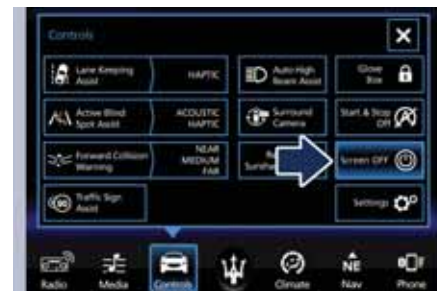 Controls
Lane Keeping
Assist
HAPTIC
Auto High
Beam Assist
Glove
Box
Active Blind
Spot Assist
ACOUSTIC
HAPTIC
Surround
Camera
Start & Stop
Off
Forward Collision
Warning
NEAR
MEDIUM
FAR
Screen OFF
Traffic Sign
Assist
Settings
Radio
Media
Controls
Climate
NE
Nav
Phone